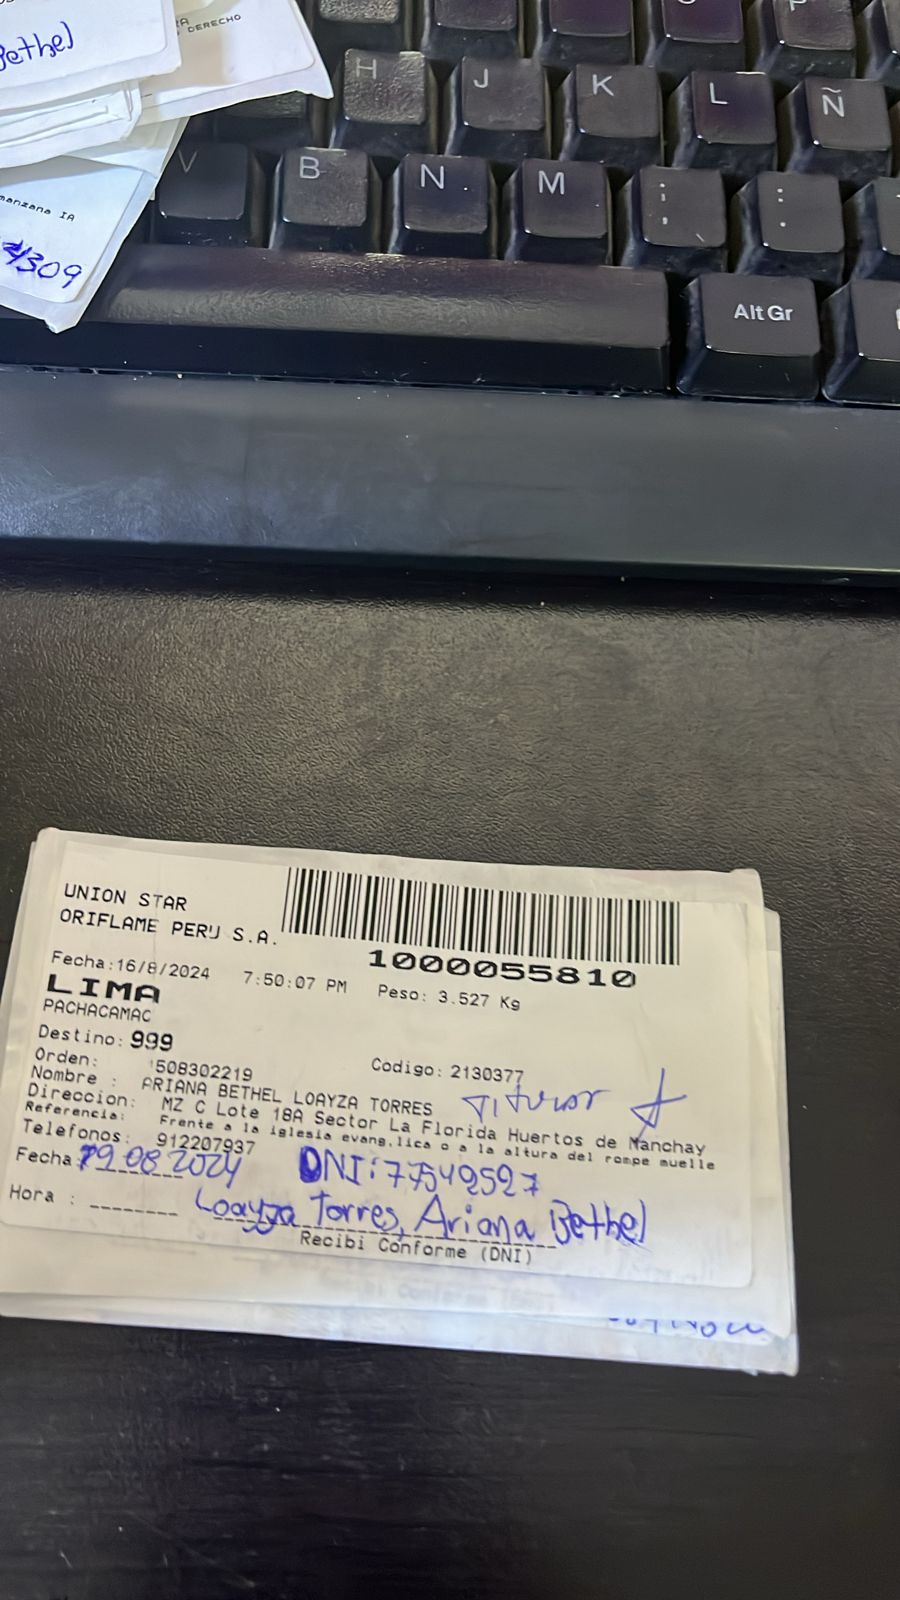 Bethel
DERECHO
manzana IA
4309
H J K L Ñ
V B N M ; :
, .
Alt Gr
UNION STAR
ORIFLAME PERU S.A.
1000055810
Fecha:16/8/2024 7:50:07 PM Peso: 3.527 Kg
LIMA
PACHACAMAC
Destino: 999
Orden: 508302219 Codigo: 2130377
Nombre : ARIANA BETHEL LOAYZA TORRES Titular
Direccion: MZ C Lote 18A Sector La Florida Huertos de Manchay
Referencia: Frente a la iglesia evang.lica o a la altura del rompe muelle
Telefonos: 912207937
Fecha: 19 08 2024 DNI: 77549527
Hora : Loayza Torres, Ariana Bethel
Recibi Conforme (DNI)